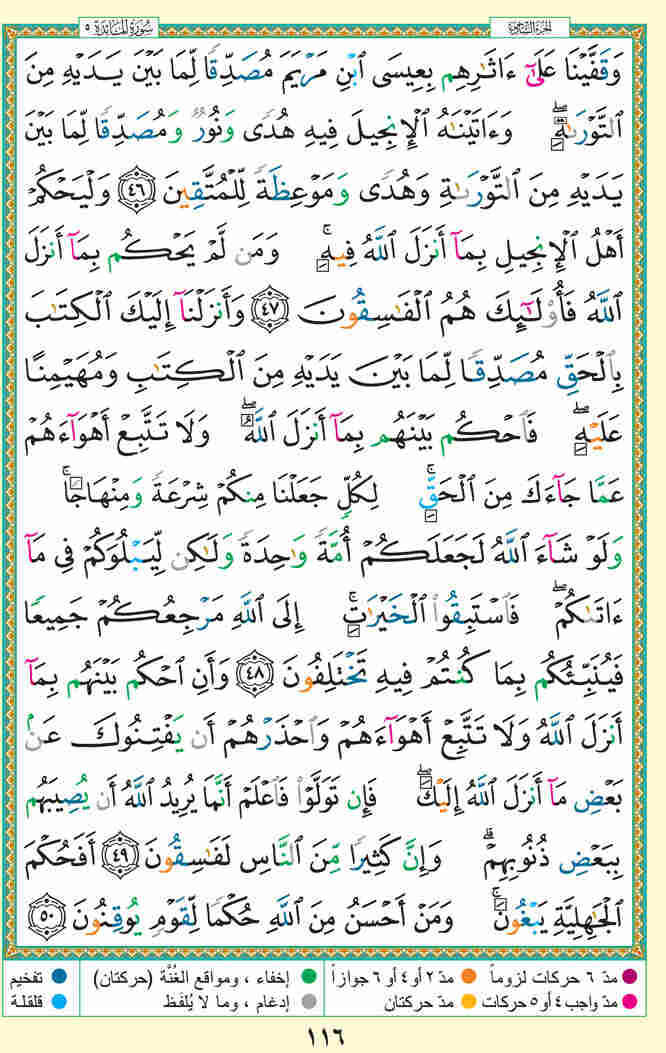 سُورَةُ المَائِدَة ٥
الجزء السادس
وَقَفَّيْنَا عَلَىٰٓ ءَاثَـٰرِهِم بِعِيسَى ٱبْنِ مَرْيَمَ مُصَدِّقًا لِّمَا بَيْنَ يَدَيْهِ مِنَ
ٱلتَّوْرَىٰةِۖ وَءَاتَيْنَـٰهُ ٱلْإِنجِيلَ فِيهِ هُدًى وَنُورٌ وَمُصَدِّقًا لِّمَا بَيْنَ
يَدَيْهِ مِنَ ٱلتَّوْرَىٰةِ وَهُدًى وَمَوْعِظَةً لِّلْمُتَّقِينَ ﴿٤٦﴾ وَلْيَحْكُمْ
أَهْلُ ٱلْإِنجِيلِ بِمَآ أَنزَلَ ٱللَّهُ فِيهِۚ وَمَن لَّمْ يَحْكُم بِمَآ أَنزَلَ
ٱللَّهُ فَأُو۟لَـٰٓئِكَ هُمُ ٱلْفَـٰسِقُونَ ﴿٤٧﴾ وَأَنزَلْنَآ إِلَيْكَ ٱلْكِتَـٰبَ
بِٱلْحَقِّ مُصَدِّقًا لِّمَا بَيْنَ يَدَيْهِ مِنَ ٱلْكِتَـٰبِ وَمُهَيْمِنًا
عَلَيْهِۖ فَٱحْكُم بَيْنَهُم بِمَآ أَنزَلَ ٱللَّهُۖ وَلَا تَتَّبِعْ أَهْوَآءَهُمْ
عَمَّا جَآءَكَ مِنَ ٱلْحَقِّۚ لِكُلٍّ جَعَلْنَا مِنكُمْ شِرْعَةً وَمِنْهَاجًاۚ
وَلَوْ شَآءَ ٱللَّهُ لَجَعَلَكُمْ أُمَّةً وَٰحِدَةً وَلَـٰكِن لِّيَبْلُوَكُمْ فِى مَآ
ءَاتَىٰكُمْۖ فَٱسْتَبِقُوا۟ ٱلْخَيْرَٰتِۚ إِلَى ٱللَّهِ مَرْجِعُكُمْ جَمِيعًا
فَيُنَبِّئُكُم بِمَا كُنتُمْ فِيهِ تَخْتَلِفُونَ ﴿٤٨﴾ وَأَنِ ٱحْكُم بَيْنَهُم بِمَآ
أَنزَلَ ٱللَّهُ وَلَا تَتَّبِعْ أَهْوَآءَهُمْ وَٱحْذَرْهُمْ أَن يَفْتِنُوكَ عَنۢ
بَعْضِ مَآ أَنزَلَ ٱللَّهُ إِلَيْكَۖ فَإِن تَوَلَّوْا۟ فَٱعْلَمْ أَنَّمَا يُرِيدُ ٱللَّهُ أَن يُصِيبَهُم
بِبَعْضِ ذُنُوبِهِمْۗ وَإِنَّ كَثِيرًا مِّنَ ٱلنَّاسِ لَفَـٰسِقُونَ ﴿٤٩﴾ أَفَحُكْمَ
ٱلْجَـٰهِلِيَّةِ يَبْغُونَۚ وَمَنْ أَحْسَنُ مِنَ ٱللَّهِ حُكْمًا لِّقَوْمٍ يُوقِنُونَ ﴿٥٠﴾
مدّ ٦ حركات لزوماً
مدّ ٢ أو ٤ أو ٦ جوازاً
إخفاء ، ومواقع الغُنَّة (حركتان)
تفخيم
مدّ واجب ٤ أو ٥ حركات
مدّ حركتان
إدغام ، وما لا يُلفَظ
قلقلة
١١٦